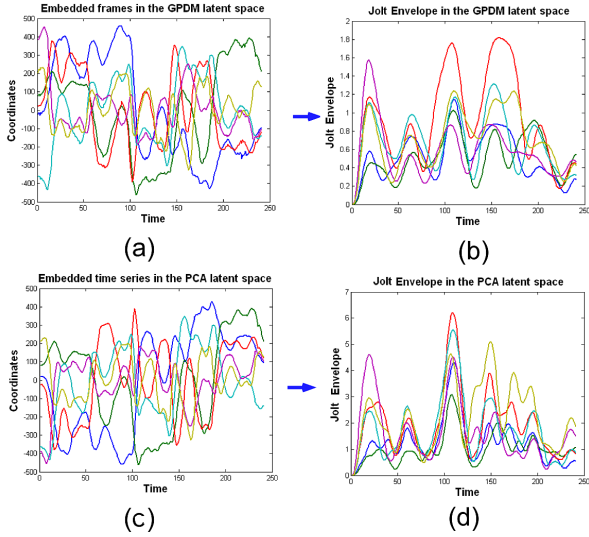 Embedded frames in the GPDM latent space
500
400
300
200
100
0
-100
-200
-300
-400
-500
Coordinates
0 50 100 150 200 250
Time
(a)
Jolt Envelope in the GPDM latent space
2
1.8
1.6
1.4
1.2
1
0.8
0.6
0.4
0.2
0
Jolt Envelope
0 50 100 150 200 250
Time
(b)
Embedded time series in the PCA latent space
500
400
300
200
100
0
-100
-200
-300
-400
-500
Coordinates
0 50 100 150 200 250
Time
(c)
Jolt Envelope in the PCA latent space
7
6
5
4
3
2
1
0
Jolt Envelope
0 50 100 150 200 250
Time
(d)